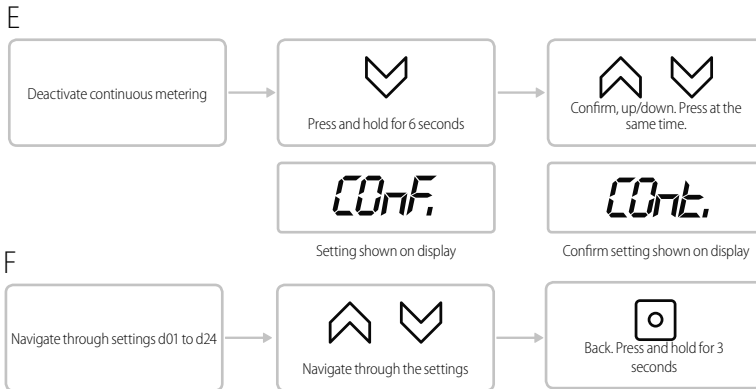 E
Deactivate continuous metering
Press and hold for 6 seconds
Confirm, up/down. Press at the
same time.
COnF.
COnt.
Setting shown on display
Confirm setting shown on display
F
Navigate through settings d01 to d24
Navigate through the settings
Back. Press and hold for 3
seconds